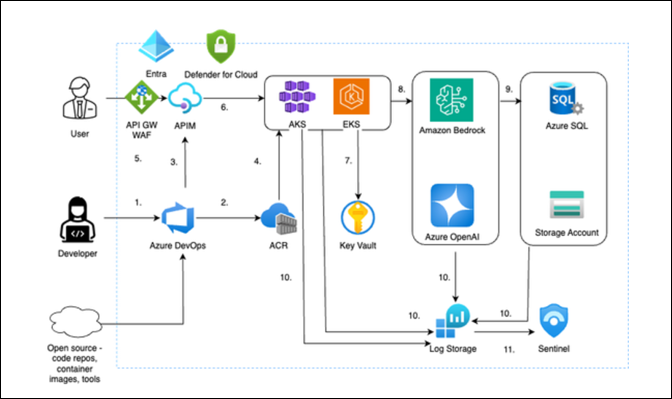 Entra
Defender for Cloud
User
API GW
WAF
APIM
6.
AKS
EKS
8.
Amazon Bedrock
9.
SQL
Azure SQL
5.
3.
4.
7.
1.
2.
Developer
Azure DevOps
ACR
Key Vault
Azure OpenAI
Storage Account
10.
10.
10.
10.
Open source -
code repos,
container
images, tools
Log Storage
11.
Sentinel